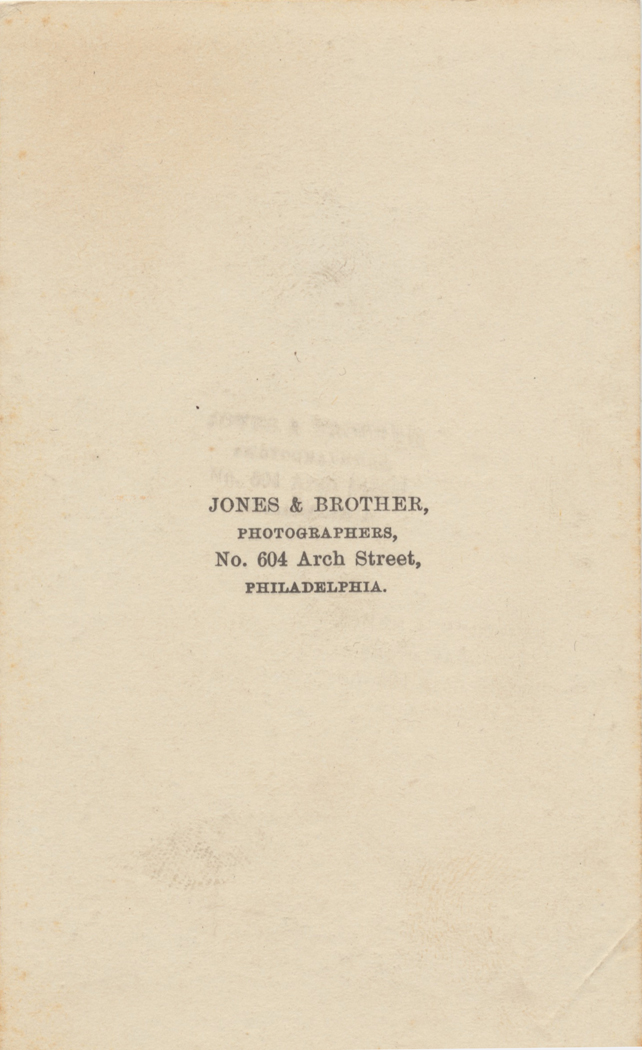 JONES & BROTHER,
PHOTOGRAPHERS,
No. 604 Arch Street,
PHILADELPHIA.